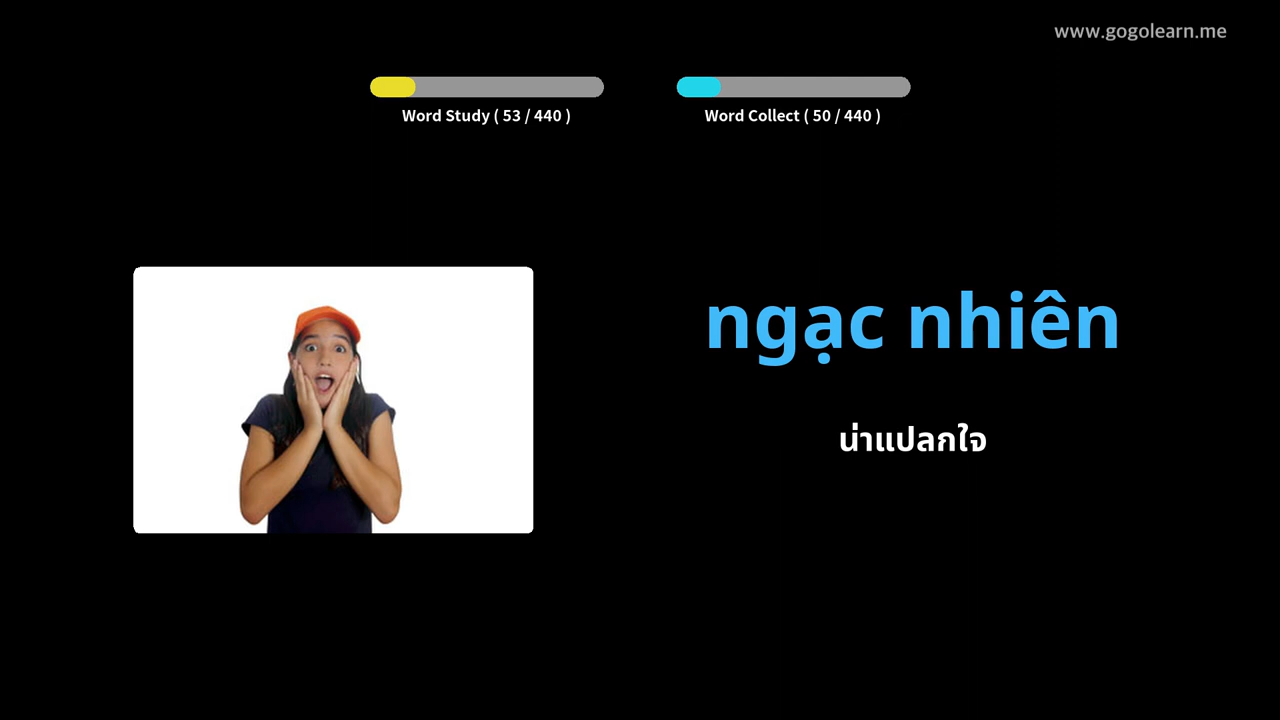 www.gogolearn.me
Word Study ( 53 / 440 )
Word Collect ( 50 / 440 )
ngạc nhiên
น่าแปลกใจ